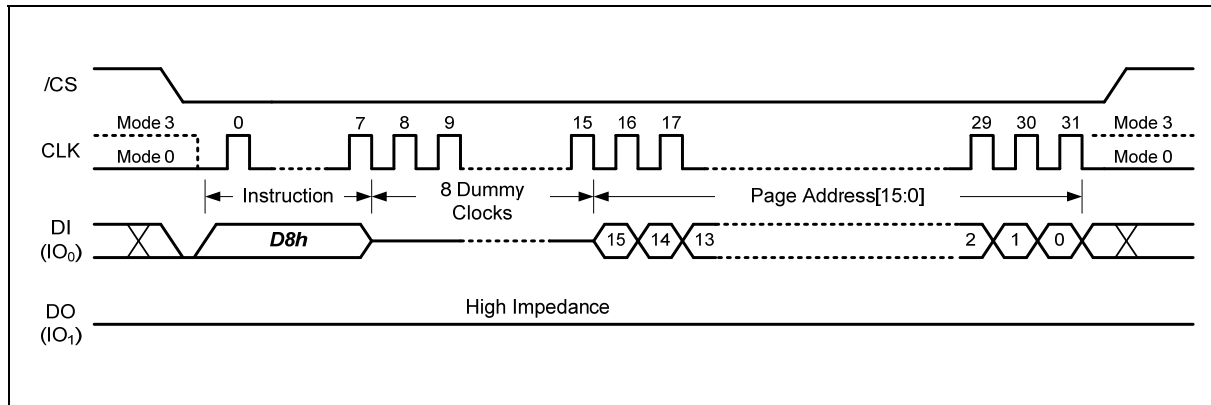 /CS
Mode 3 0 7 8 9 15 16 17 29 30 31 Mode 3
CLK
Mode 0 Mode 0
Instruction 8 Dummy Clocks Page Address[15:0]
DI
(IO₀)
D8h 15 14 13 2 1 0
DO
(IO₁)
High Impedance